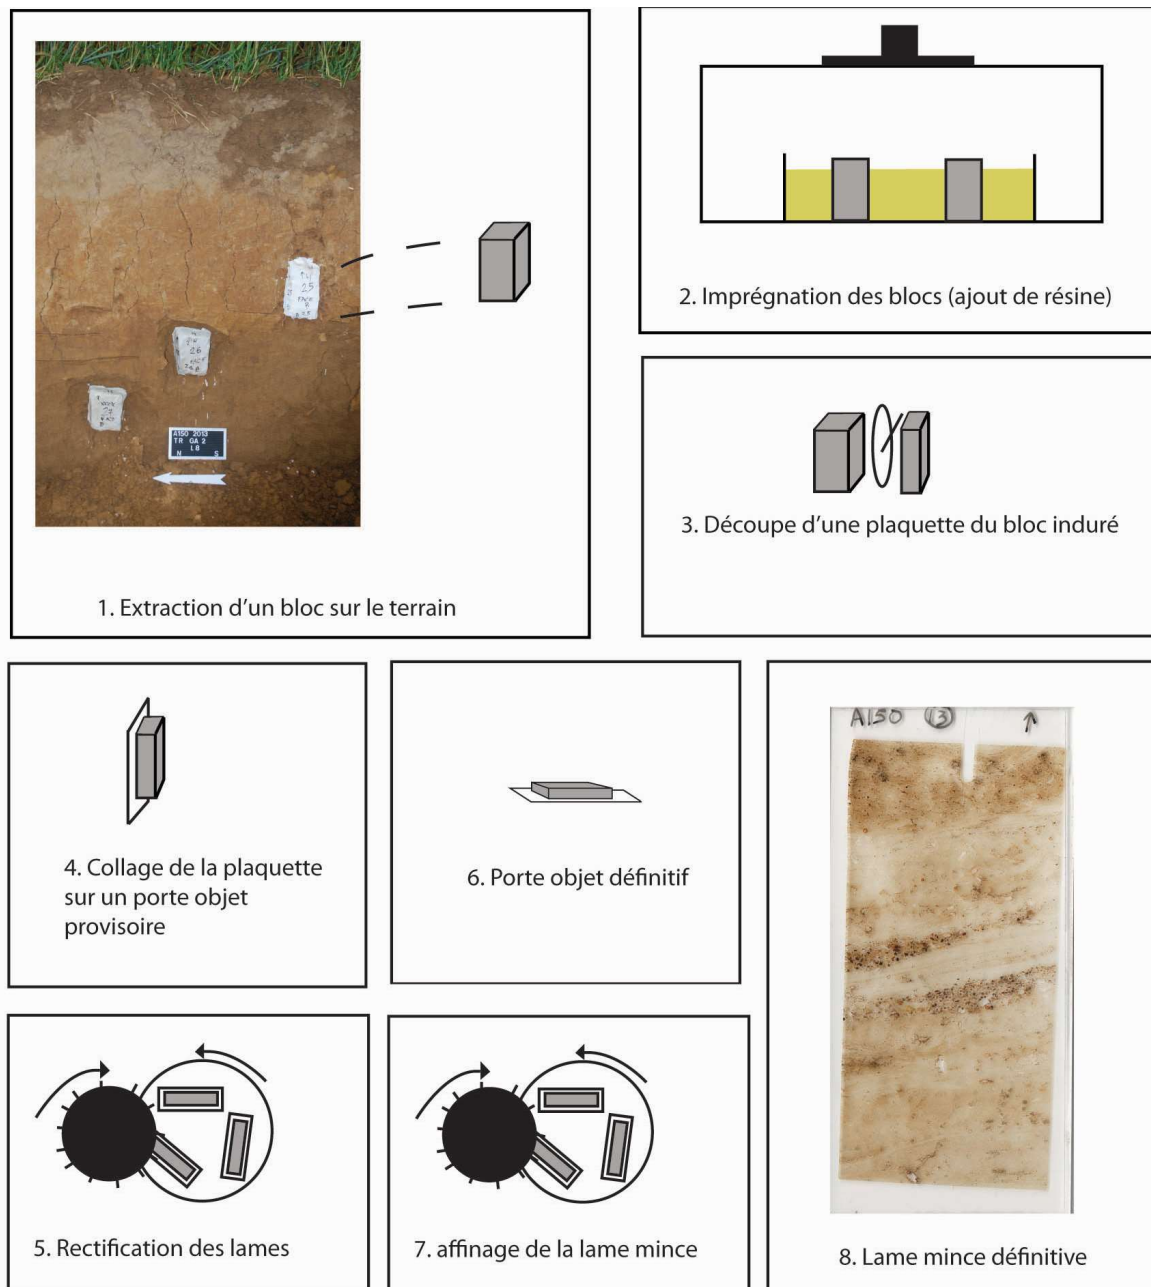 25
26
27
A150 2013
TR GA 2
L8
N S
1. Extraction d'un bloc sur le terrain
2. Imprégnation des blocs (ajout de résine)
3. Découpe d'une plaquette du bloc induré
4. Collage de la plaquette
sur un porte objet
provisoire
6. Porte objet définitif
5. Rectification des lames
7. affinage de la lame mince
A150 13
8. Lame mince définitive